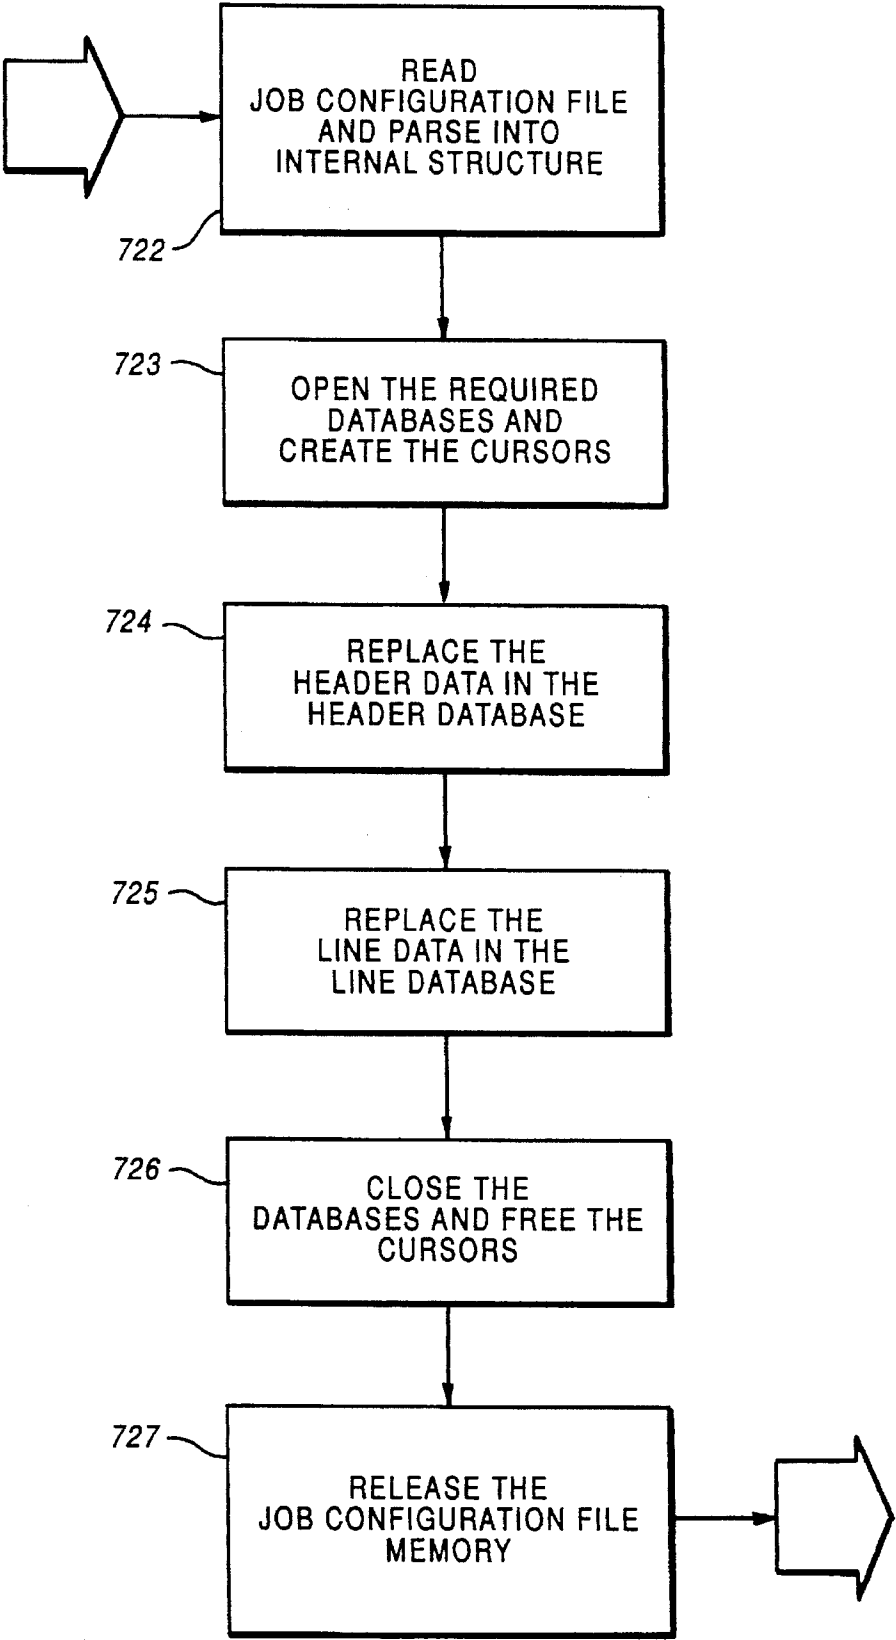 READ
JOB CONFIGURATION FILE
AND PARSE INTO
INTERNAL STRUCTURE
722
723
OPEN THE REQUIRED
DATABASES AND
CREATE THE CURSORS
724
REPLACE THE
HEADER DATA IN THE
HEADER DATABASE
725
REPLACE THE
LINE DATA IN THE
LINE DATABASE
726
CLOSE THE
DATABASES AND FREE THE
CURSORS
727
RELEASE THE
JOB CONFIGURATION FILE
MEMORY